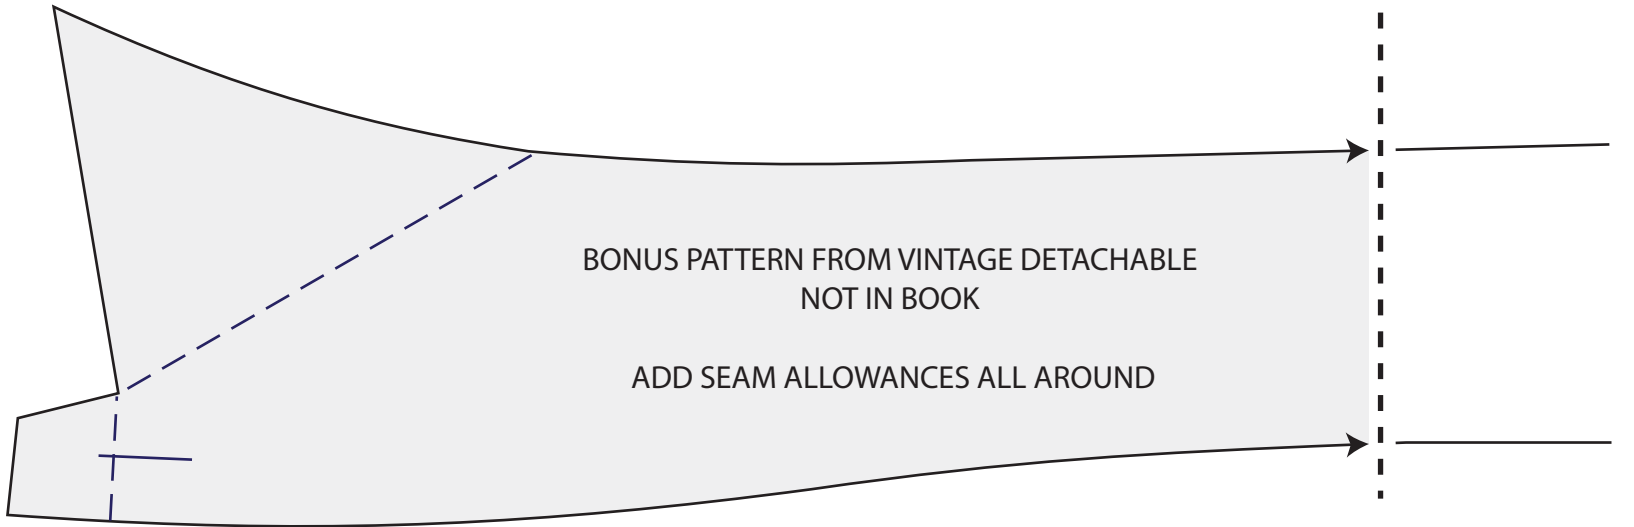 BONUS PATTERN FROM VINTAGE DETACHABLE
NOT IN BOOK
ADD SEAM ALLOWANCES ALL AROUND